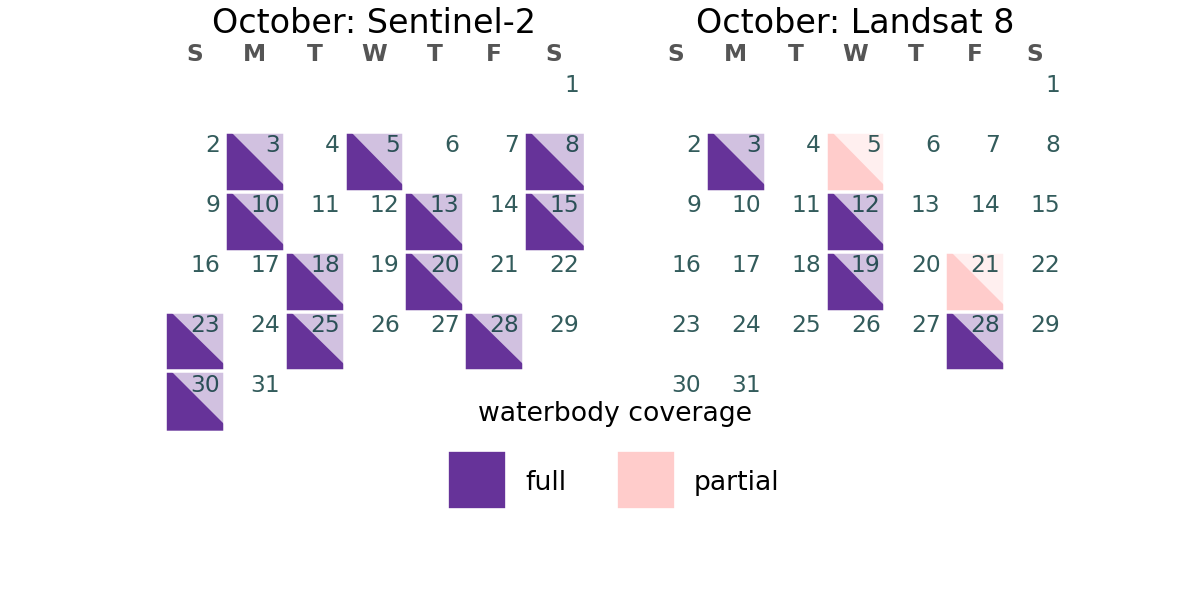 October: Sentinel-2
S M T W T F S
1
2 3 4 5 6 7 8
9 10 11 12 13 14 15
16 17 18 19 20 21 22
23 24 25 26 27 28 29
30 31
October: Landsat 8
S M T W T F S
1
2 3 4 5 6 7 8
9 10 11 12 13 14 15
16 17 18 19 20 21 22
23 24 25 26 27 28 29
30 31
waterbody coverage
full partial